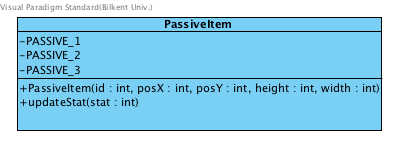 Visual Paradigm Standard(Bilkent Univ.)
PassiveItem
-PASSIVE_1
-PASSIVE_2
-PASSIVE_3
+PassiveItem(id : int, posX : int, posY : int, height : int, width : int)
+updateStat(stat : int)